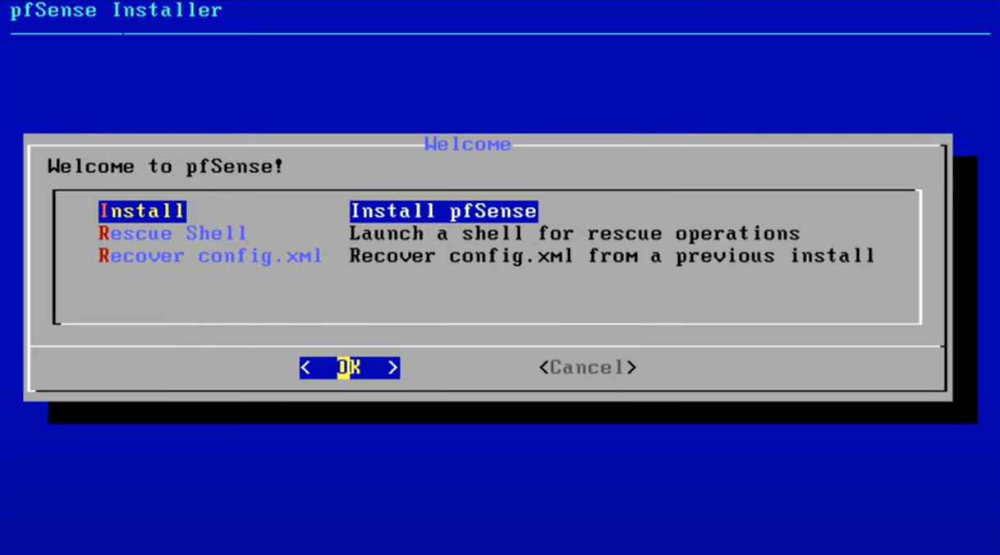 pfSense Installer
Welcome
Welcome to pfSense!
Install Install pfSense
Rescue Shell Launch a shell for rescue operations
Recover config.xml Recover config.xml from a previous install
< OK > <Cancel>